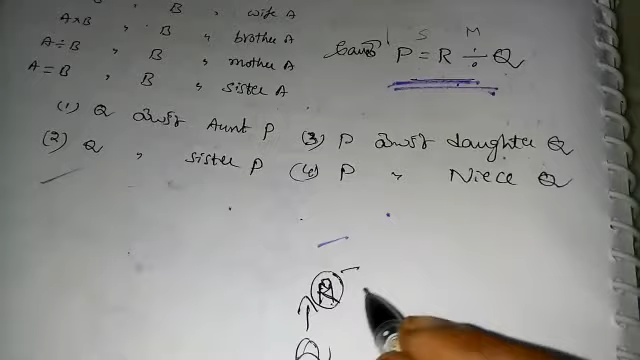 B " wife A
A×B " B " brother A
A÷B " B " mother A
A=B " B " sister A
S M
P = R ÷ Q
(1) Q Aunt P (3) P daughter Q
(2) Q " sister P (4) P " Niece Q
R